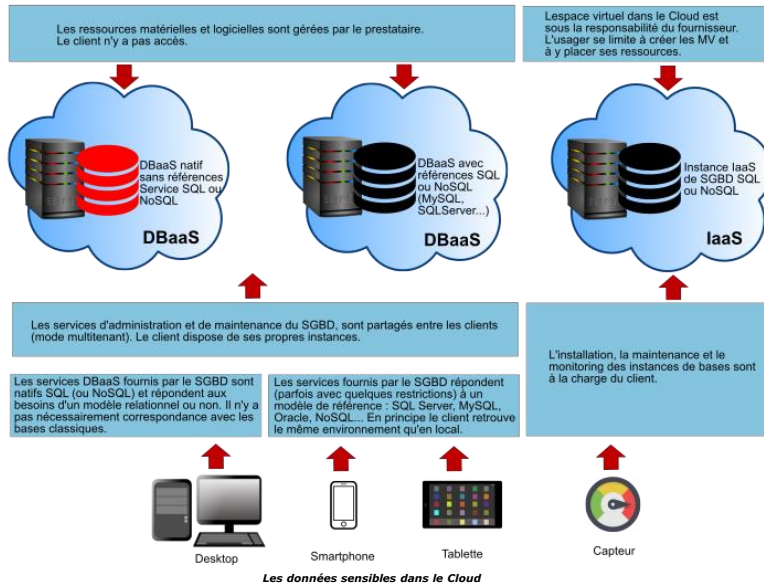 Les ressources matérielles et logicielles sont gérées par le prestataire.
Le client n'y a pas accès.
Lespace virtuel dans le Cloud est
sous la responsabilité du fournisseur.
L'usager se limite à créer les MV et
à y placer ses ressources.
DBaaS natif
sans références
Service SQL ou
NoSQL
DBaaS
DBaaS avec
références SQL
ou NoSQL
(MySQL,
SQLServer...)
DBaaS
Instance IaaS
de SGBD SQL
ou NoSQL
IaaS
Les services d'administration et de maintenance du SGBD, sont partagés entre les clients
(mode multitenant). Le client dispose de ses propres instances.
L'installation, la maintenance et le
monitoring des instances de bases sont
à la charge du client.
Les services DBaaS fournis par le SGBD sont
natifs SQL (ou NoSQL) et répondent aux
besoins d'un modèle relationnel ou non. Il n'y a
pas nécessairement correspondance avec les
bases classiques.
Les services fournis par le SGBD répondent
(parfois avec quelques restrictions) à un
modèle de référence : SQL Server, MySQL,
Oracle, NoSQL... En principe le client retrouve
le même environnement qu'en local.
Desktop
Smartphone
Tablette
Capteur
Les données sensibles dans le Cloud